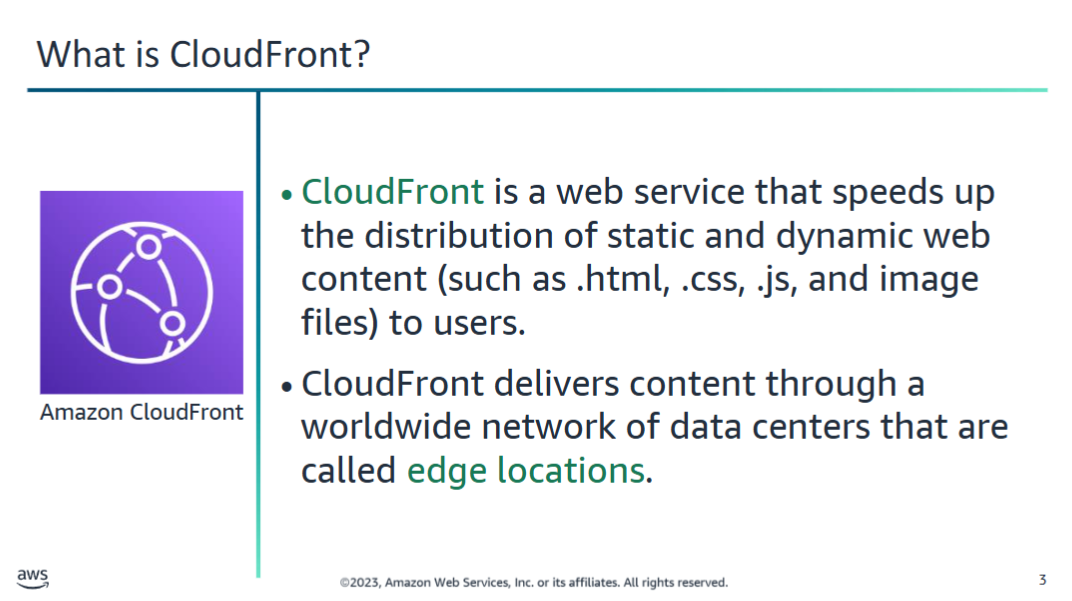 What is CloudFront?
Amazon CloudFront
• CloudFront is a web service that speeds up
the distribution of static and dynamic web
content (such as .html, .css, .js, and image
files) to users.
• CloudFront delivers content through a
worldwide network of data centers that are
called edge locations.
aws
©2023, Amazon Web Services, Inc. or its affiliates. All rights reserved.
3